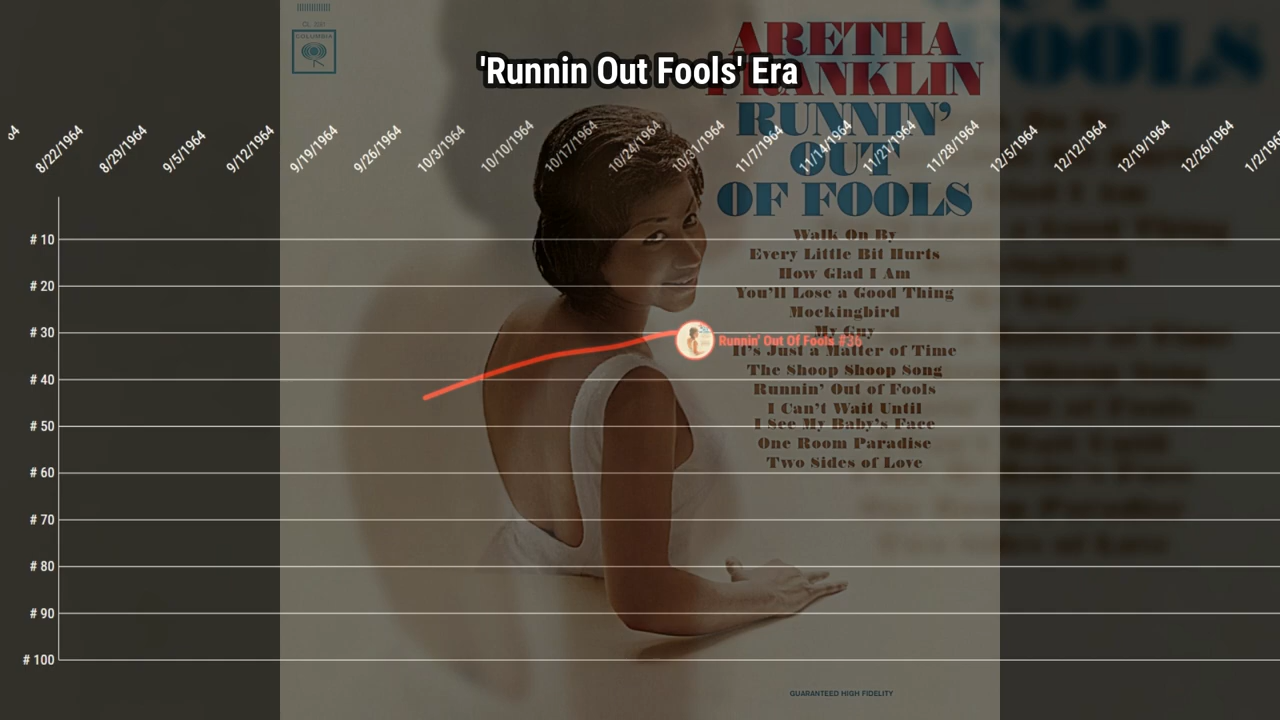 CL 2281
COLUMBIA
ARETHA
FRANKLIN
RUNNIN'
OUT
OF FOOLS
'Runnin Out Fools' Era
8/22/1964
8/29/1964
9/5/1964
9/12/1964
9/19/1964
9/26/1964
10/3/1964
10/10/1964
10/17/1964
10/24/1964
10/31/1964
11/7/1964
11/14/1964
11/21/1964
11/28/1964
12/5/1964
12/12/1964
12/19/1964
12/26/1964
# 10
# 20
# 30
# 40
# 50
# 60
# 70
# 80
# 90
# 100
Walk On By
Every Little Bit Hurts
How Glad I Am
You'll Lose a Good Thing
Mockingbird
My Guy
Runnin' Out Of Fools #36
It's Just a Matter of Time
The Shoop Shoop Song
Runnin' Out of Fools
I Can't Wait Until
I See My Baby's Face
One Room Paradise
Two Sides of Love
GUARANTEED HIGH FIDELITY